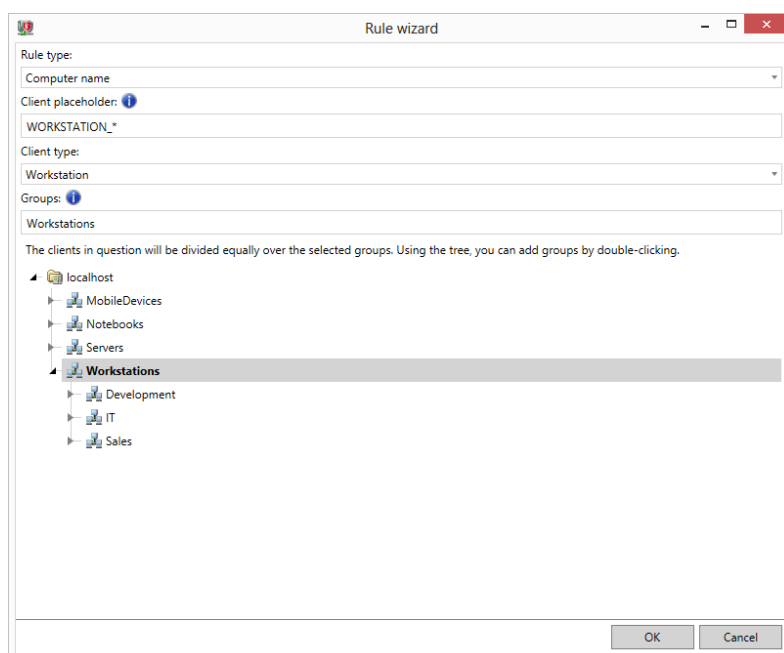 Rule wizard
Rule type:
Computer name
Client placeholder:
WORKSTATION_*
Client type:
Workstation
Groups:
Workstations
The clients in question will be divided equally over the selected groups. Using the tree, you can add groups by double-clicking.
localhost
MobileDevices
Notebooks
Servers
Workstations
Development
IT
Sales
OK Cancel